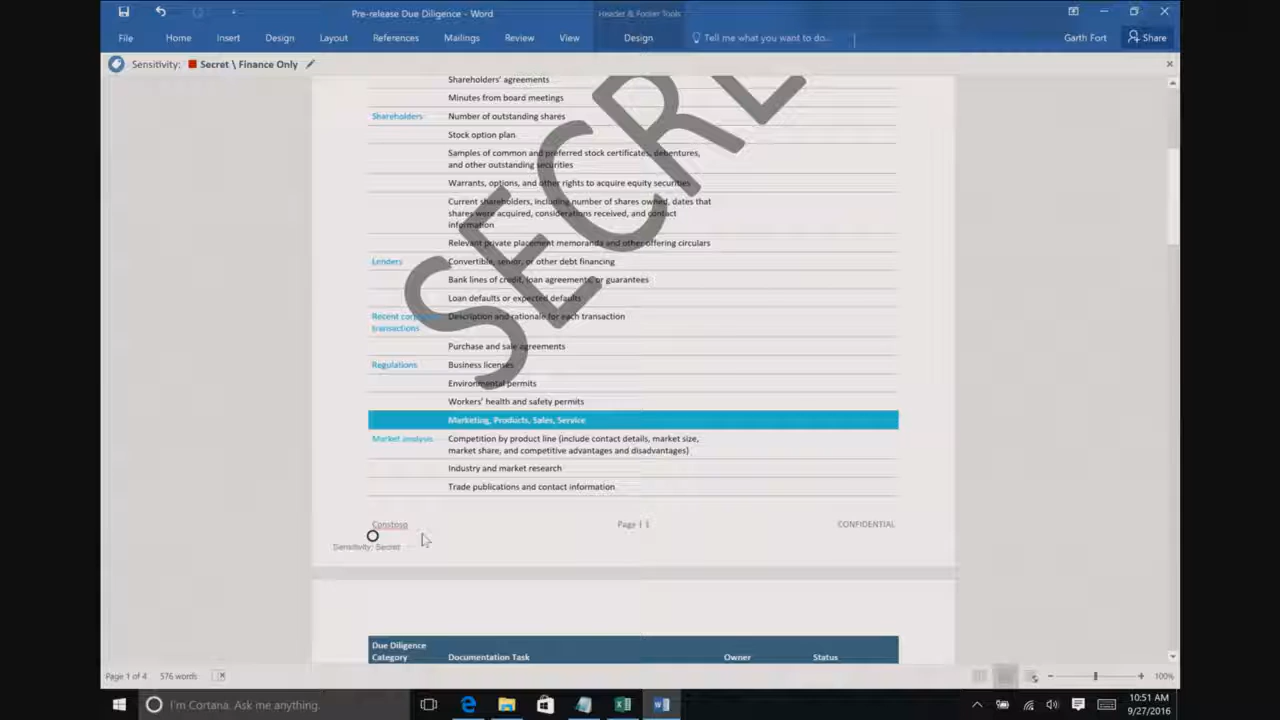 Pre-release Due Diligence - Word
Header & Footer Tools
File Home Insert Design Layout References Mailings Review View Design Tell me what you want to do... Garth Fort Share
Sensitivity: Secret \ Finance Only
Shareholders' agreements
Minutes from board meetings
Shareholders Number of outstanding shares
Stock option plan
Samples of common and preferred stock certificates, debentures,
and other outstanding securities
Warrants, options, and other rights to acquire equity securities
Current shareholders, including number of shares owned, dates that
shares were acquired, considerations received, and contact
information
Relevant private placement memoranda and other offering circulars
Lenders Convertible, senior, or other debt financing
Bank lines of credit, loan agreements, or guarantees
Loan defaults or expected defaults
Recent corporate Description and rationale for each transaction
transactions
Purchase and sale agreements
Regulations Business licenses
Environmental permits
Workers' health and safety permits
Marketing, Products, Sales, Service
Market analysis Competition by product line (include contact details, market size,
market share, and competitive advantages and disadvantages)
Industry and market research
Trade publications and contact information
SECRE
Constoso Page | 1 CONFIDENTIAL
Sensitivity: Secret
Due Diligence
Category Documentation Task Owner Status
Page 1 of 4 576 words 100%
I'm Cortana. Ask me anything. 10:51 AM
9/27/2016